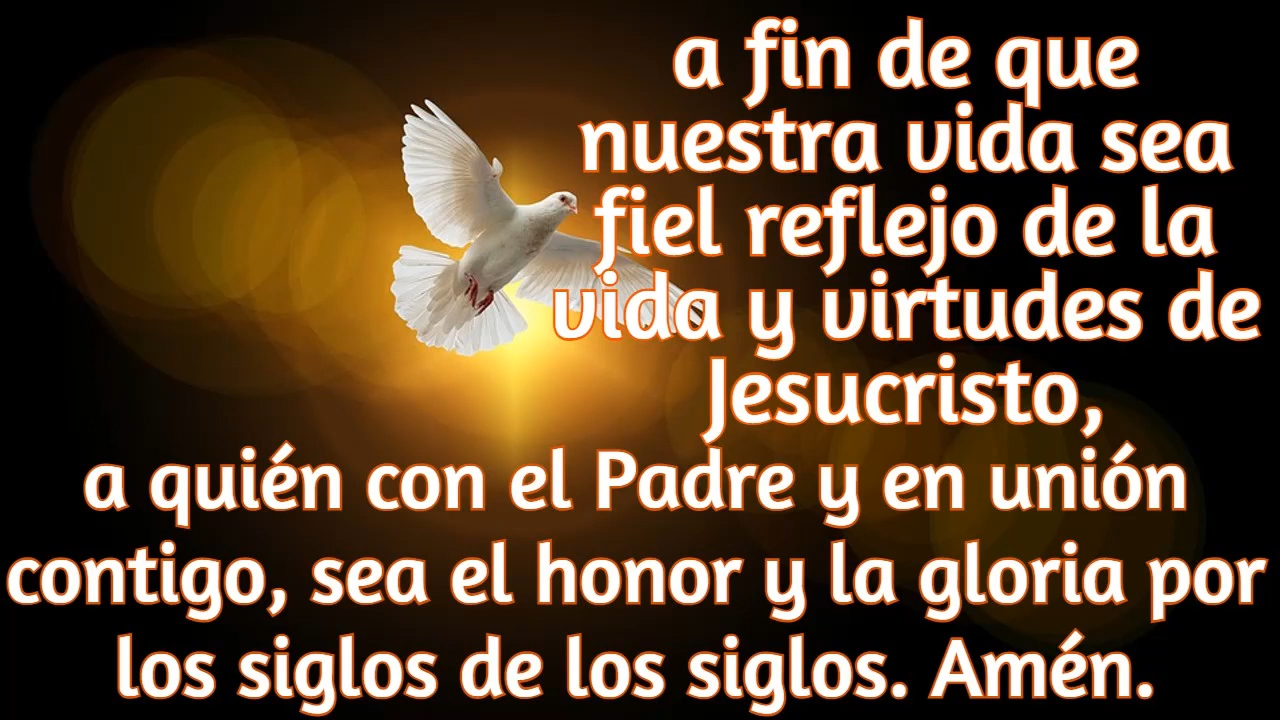 a fin de que
nuestra vida sea
fiel reflejo de la
vida y virtudes de
Jesucristo,
a quién con el Padre y en unión
contigo, sea el honor y la gloria por
los siglos de los siglos. Amén.